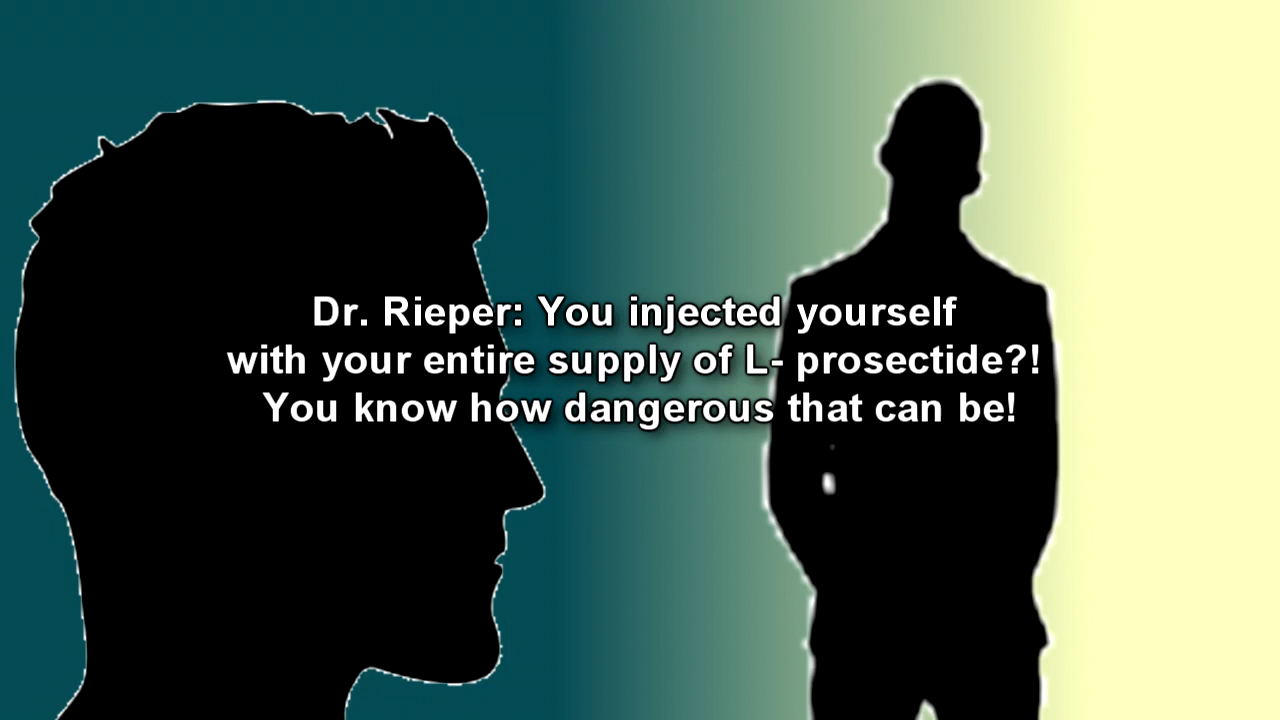 Dr. Rieper: You injected yourself
with your entire supply of L- prosectide?!
You know how dangerous that can be!